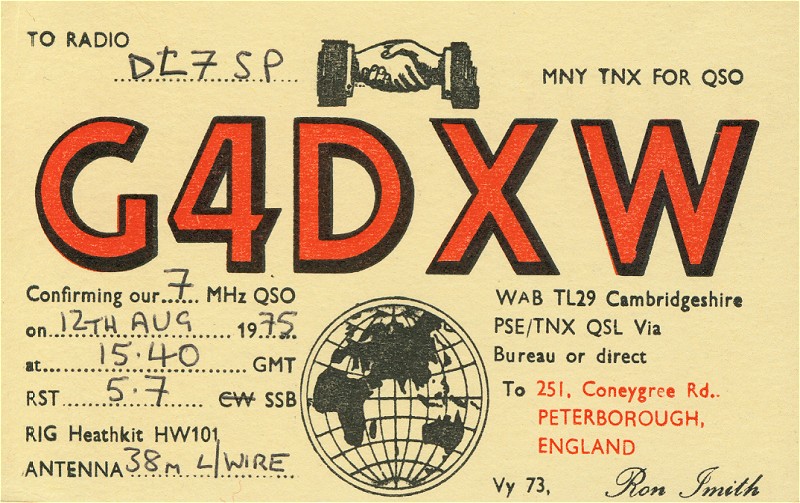 TO RADIO DL7SP
MNY TNX FOR QSO
G4DXW
Confirming our 7 MHz QSO
on 12TH AUG 1975
at 15.40 GMT
RST 5.7 CW SSB
RIG Heathkit HW101
ANTENNA 38m L/WIRE
WAB TL29 Cambridgeshire
PSE/TNX QSL Via
Bureau or direct
To 251, Coneygree Rd..
PETERBOROUGH,
ENGLAND
Vy 73, Ron Smith